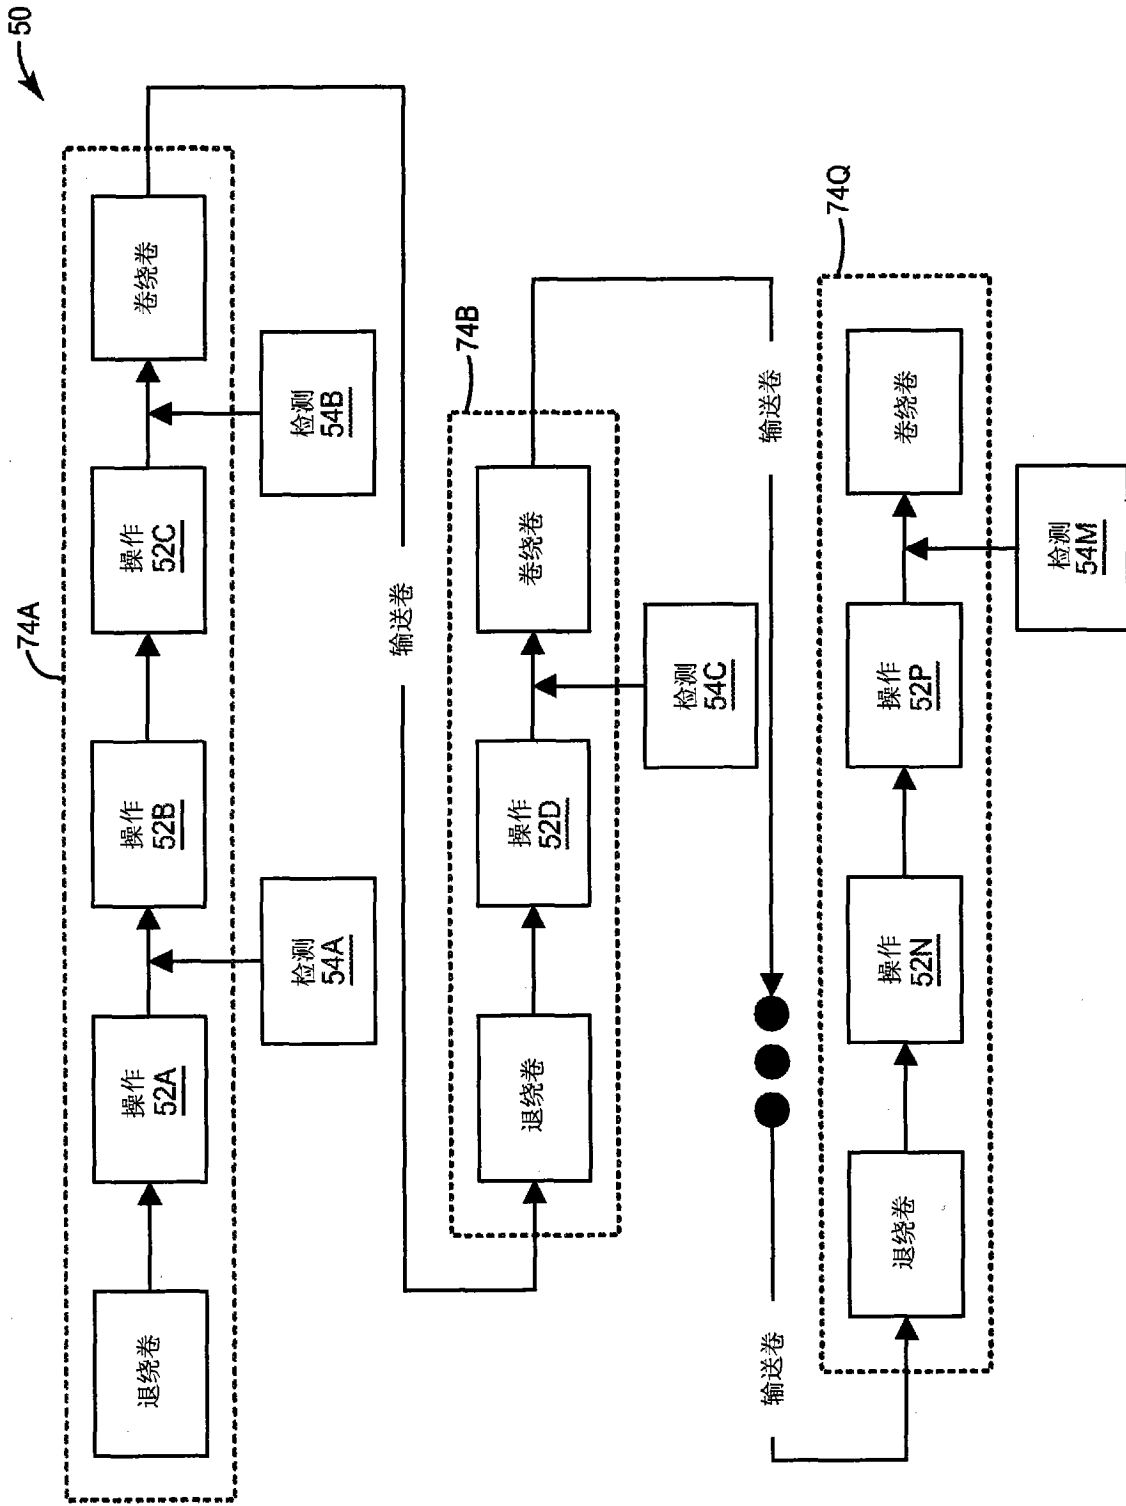 50
74A
退绕卷
操作
52A
操作
52B
操作
52C
卷绕卷
检测
54A
检测
54B
输送卷
74B
退绕卷
操作
52D
卷绕卷
检测
54C
输送卷
输送卷
74Q
退绕卷
操作
52N
操作
52P
卷绕卷
检测
54M